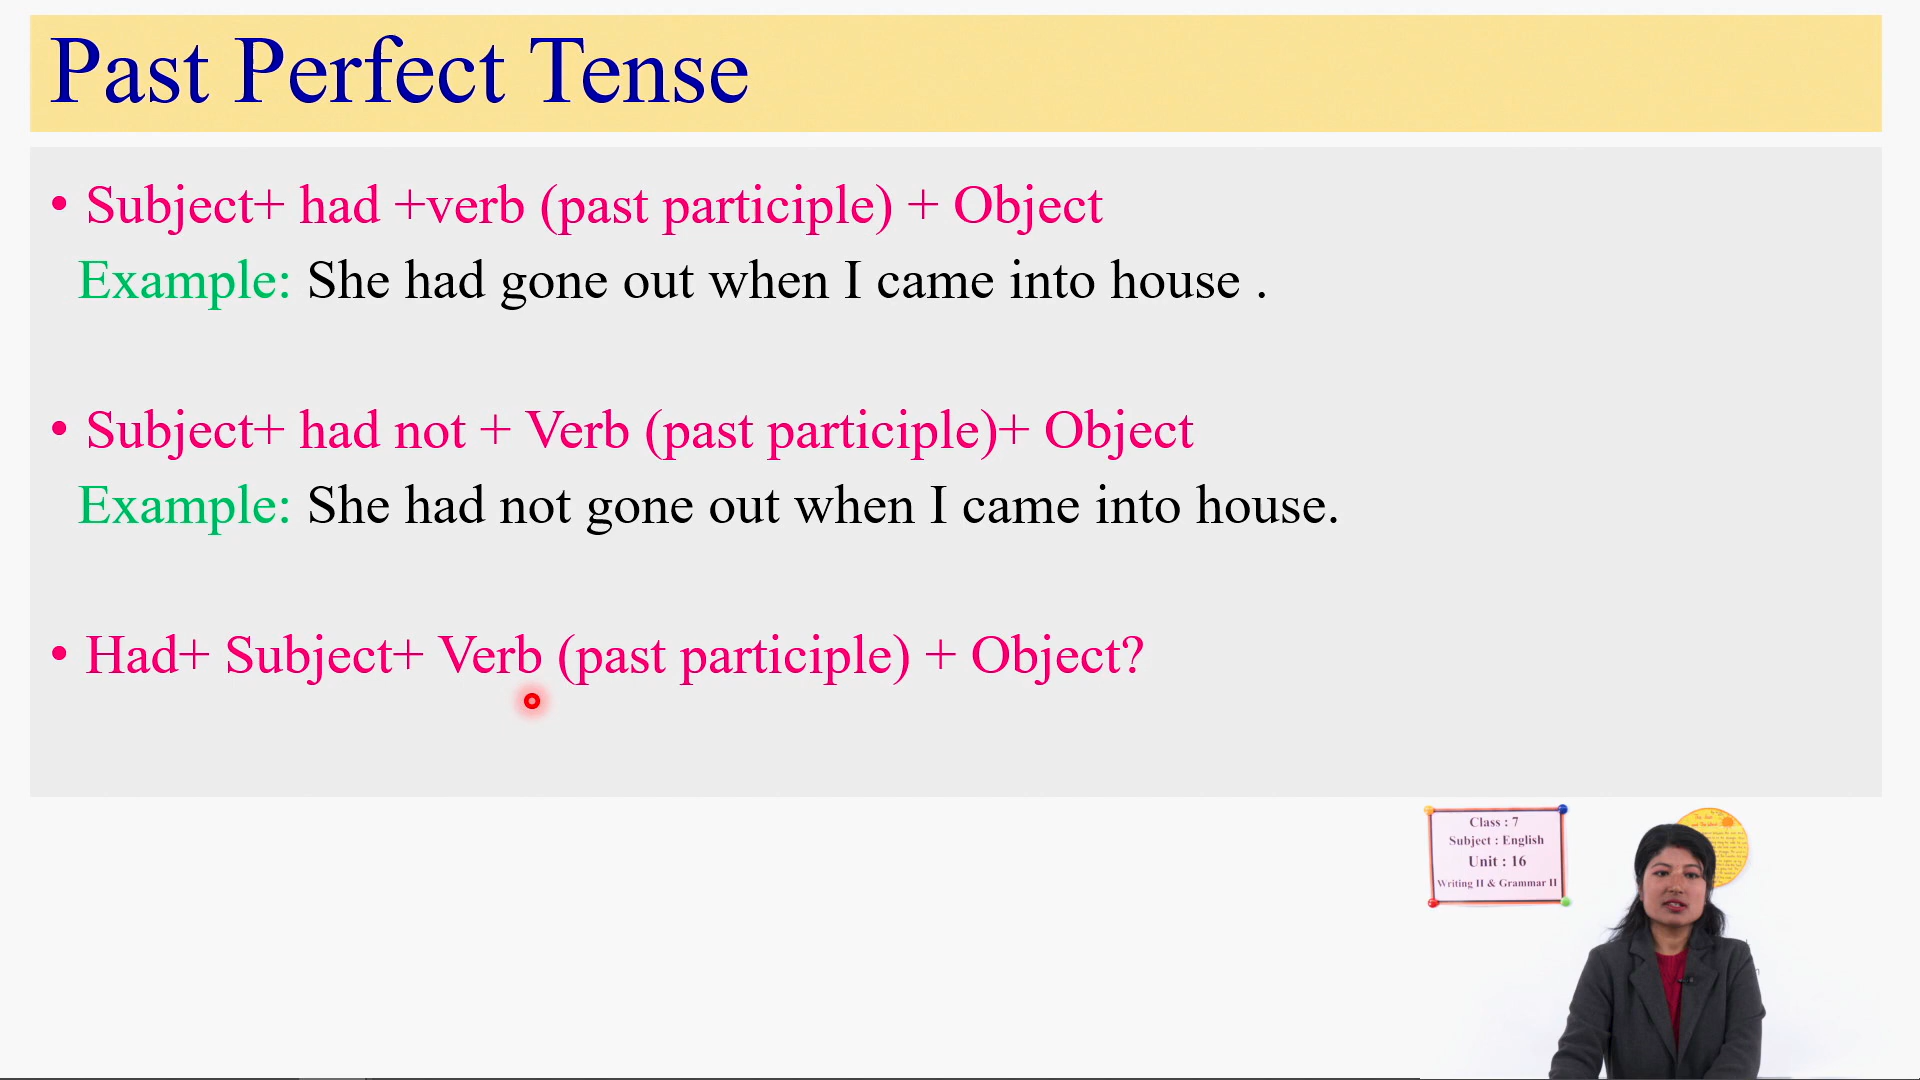 Past Perfect Tense
• Subject+ had +verb (past participle) + Object
Example: She had gone out when I came into house .
• Subject+ had not + Verb (past participle)+ Object
Example: She had not gone out when I came into house.
• Had+ Subject+ Verb (past participle) + Object?
Class : 7
Subject : English
Unit : 16
Writing II & Grammar II